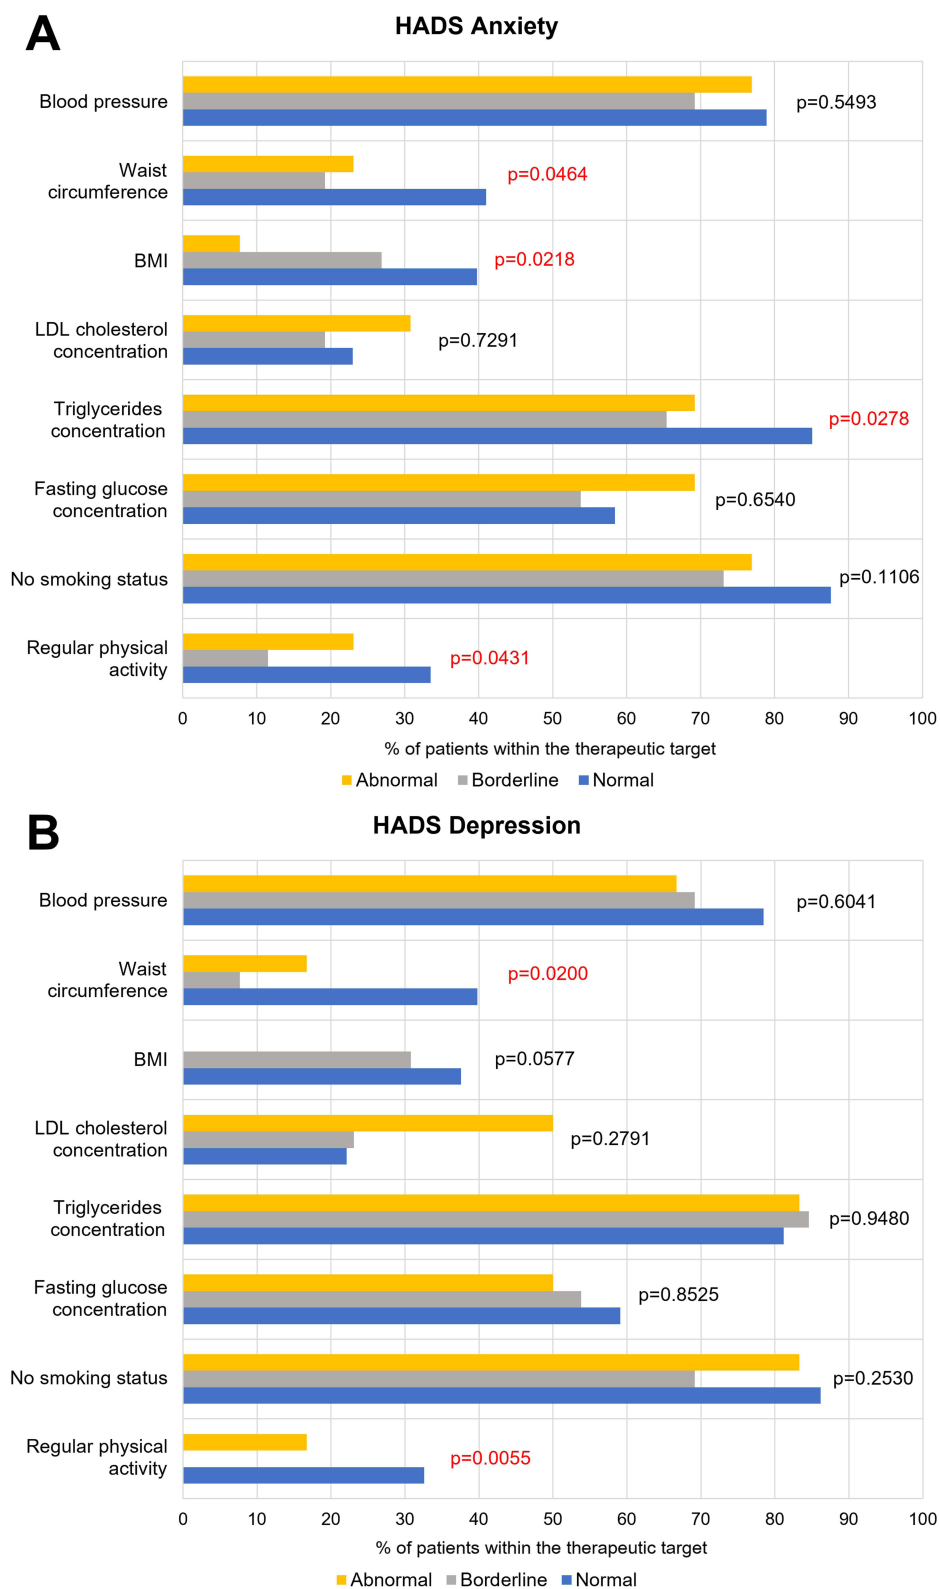 A
HADS Anxiety
Blood pressure
p=0.5493
Waist
circumference
p=0.0464
BMI
p=0.0218
LDL cholesterol
concentration
p=0.7291
Triglycerides
concentration
p=0.0278
Fasting glucose
concentration
p=0.6540
No smoking status
p=0.1106
Regular physical
activity
p=0.0431
0 10 20 30 40 50 60 70 80 90 100
% of patients within the therapeutic target
Abnormal Borderline Normal
B
HADS Depression
Blood pressure
p=0.6041
Waist
circumference
p=0.0200
BMI
p=0.0577
LDL cholesterol
concentration
p=0.2791
Triglycerides
concentration
p=0.9480
Fasting glucose
concentration
p=0.8525
No smoking status
p=0.2530
Regular physical
activity
p=0.0055
0 10 20 30 40 50 60 70 80 90 100
% of patients within the therapeutic target
Abnormal Borderline Normal